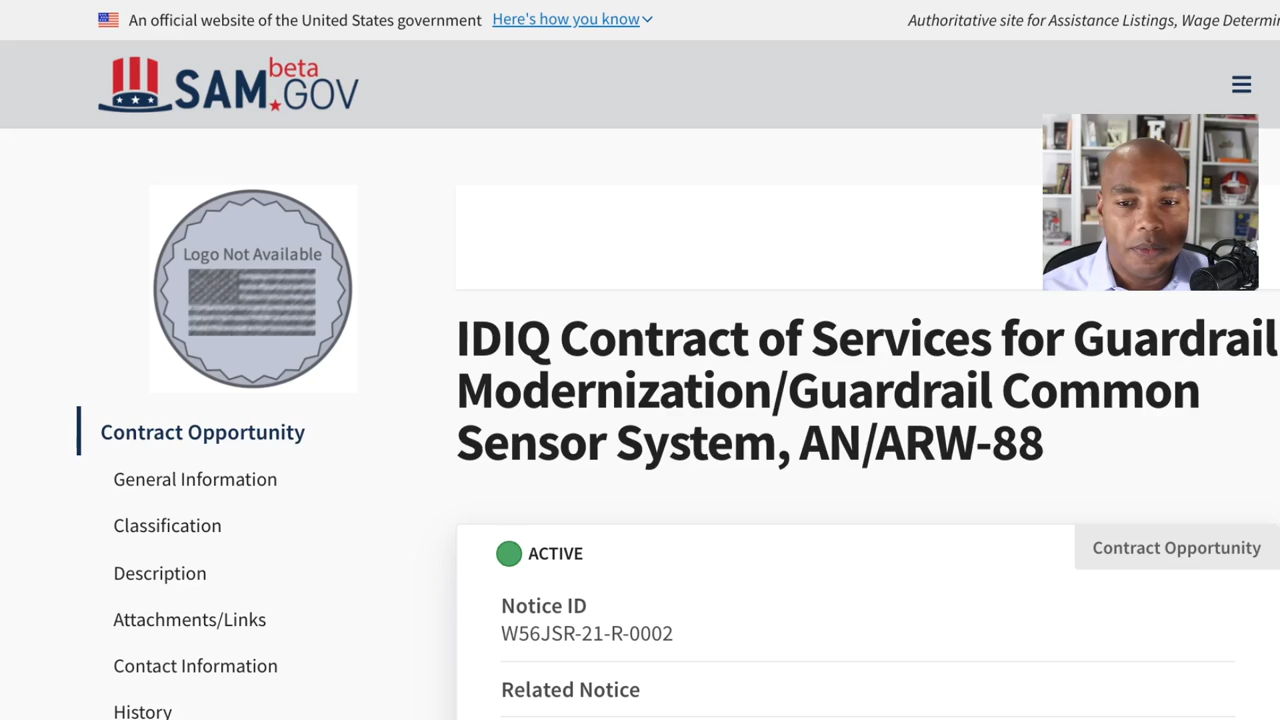 An official website of the United States government Here's how you know
Authoritative site for Assistance Listings, Wage
SAM.GOV beta
Logo Not Available
IDIQ Contract of Services for Guardrail
Modernization/Guardrail Common
Sensor System, AN/ARW-88
Contract Opportunity
General Information
Classification
Description
Attachments/Links
Contact Information
History
ACTIVE
Contract Opportunity
Notice ID
W56JSR-21-R-0002
Related Notice